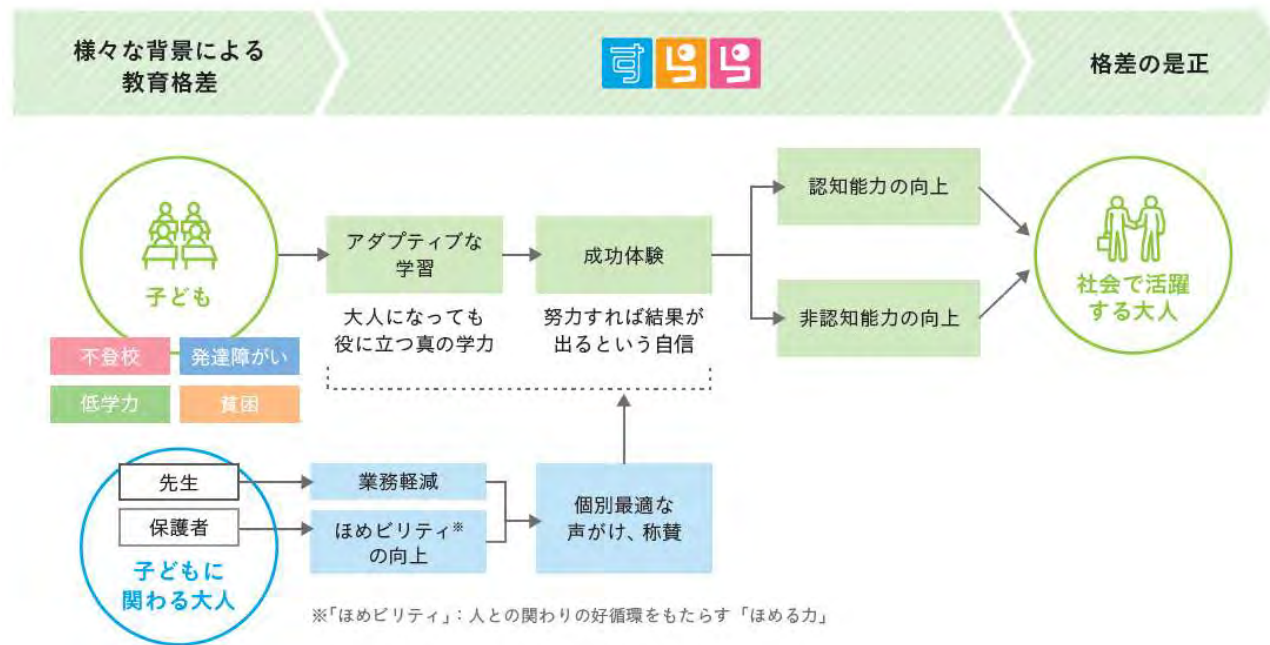 様々な背景による
教育格差
すらら
格差の是正
子ども
不登校
発達障がい
低学力
貧困
アダプティブな
学習
大人になっても
役に立つ真の学力
成功体験
努力すれば結果が
出るという自信
認知能力の向上
非認知能力の向上
社会で活躍
する大人
先生
保護者
子どもに
関わる大人
業務軽減
ほめビリティ※
の向上
個別最適な
声がけ、称賛
※「ほめビリティ」：人との関わりの好循環をもたらす「ほめる力」